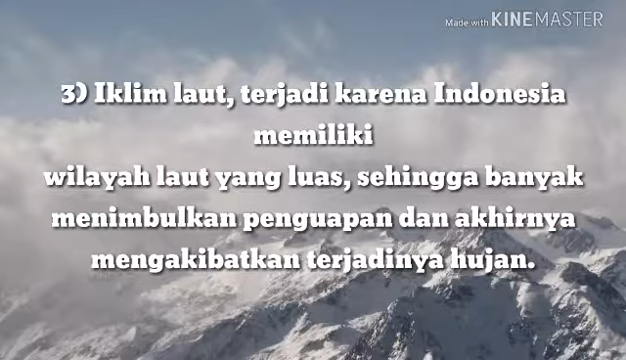 Made with KINEMASTER
3) Iklim laut, terjadi karena Indonesia
memiliki
wilayah laut yang luas, sehingga banyak
menimbulkan penguapan dan akhirnya
mengakibatkan terjadinya hujan.